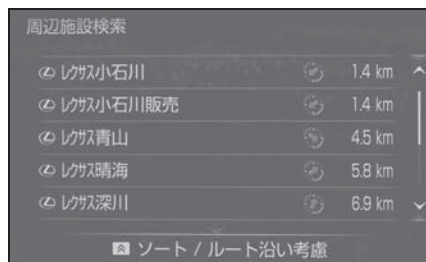 周辺施設検索
レクサス小石川 1.4 km
レクサス小石川販売 1.4 km
レクサス青山 4.5 km
レクサス晴海 5.8 km
レクサス深川 6.9 km
ソート / ルート沿い考慮